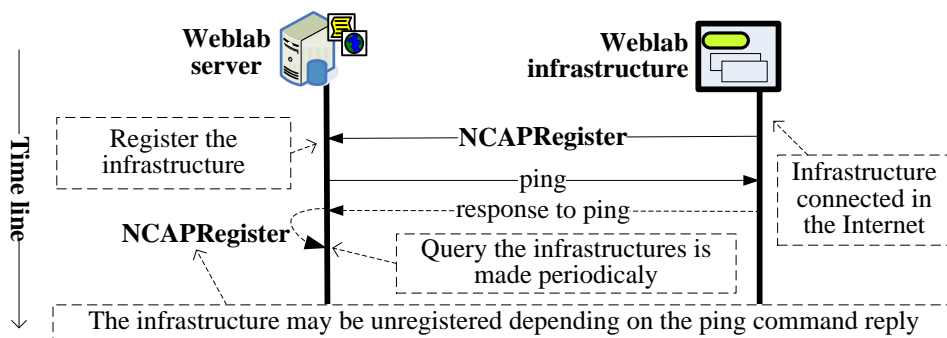 Weblab
server
Weblab
infrastructure
Time line
Register the
infrastructure
NCAPRegister
ping
response to ping
Infrastructure
connected in
the Internet
NCAPRegister
Query the infrastructures is
made periodicaly
The infrastructure may be unregistered depending on the ping command reply